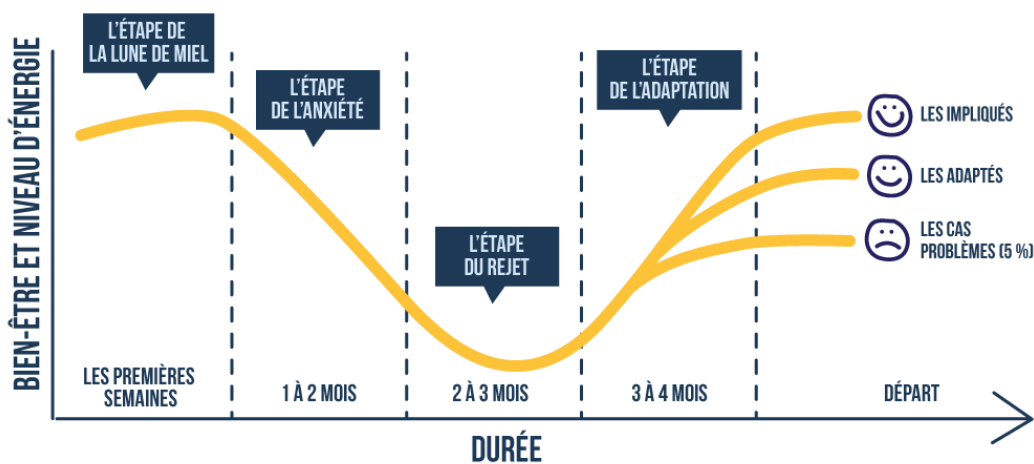 BIEN-ÊTRE ET NIVEAU D'ÉNERGIE
L'ÉTAPE DE
LA LUNE DE MIEL
L'ÉTAPE
DE L'ANXIÉTÉ
L'ÉTAPE
DU REJET
L'ÉTAPE
DE L'ADAPTATION
LES IMPLIQUÉS
LES ADAPTÉS
LES CAS
PROBLÈMES (5 %)
LES PREMIÈRES
SEMAINES
1 À 2 MOIS
2 À 3 MOIS
3 À 4 MOIS
DÉPART
DURÉE